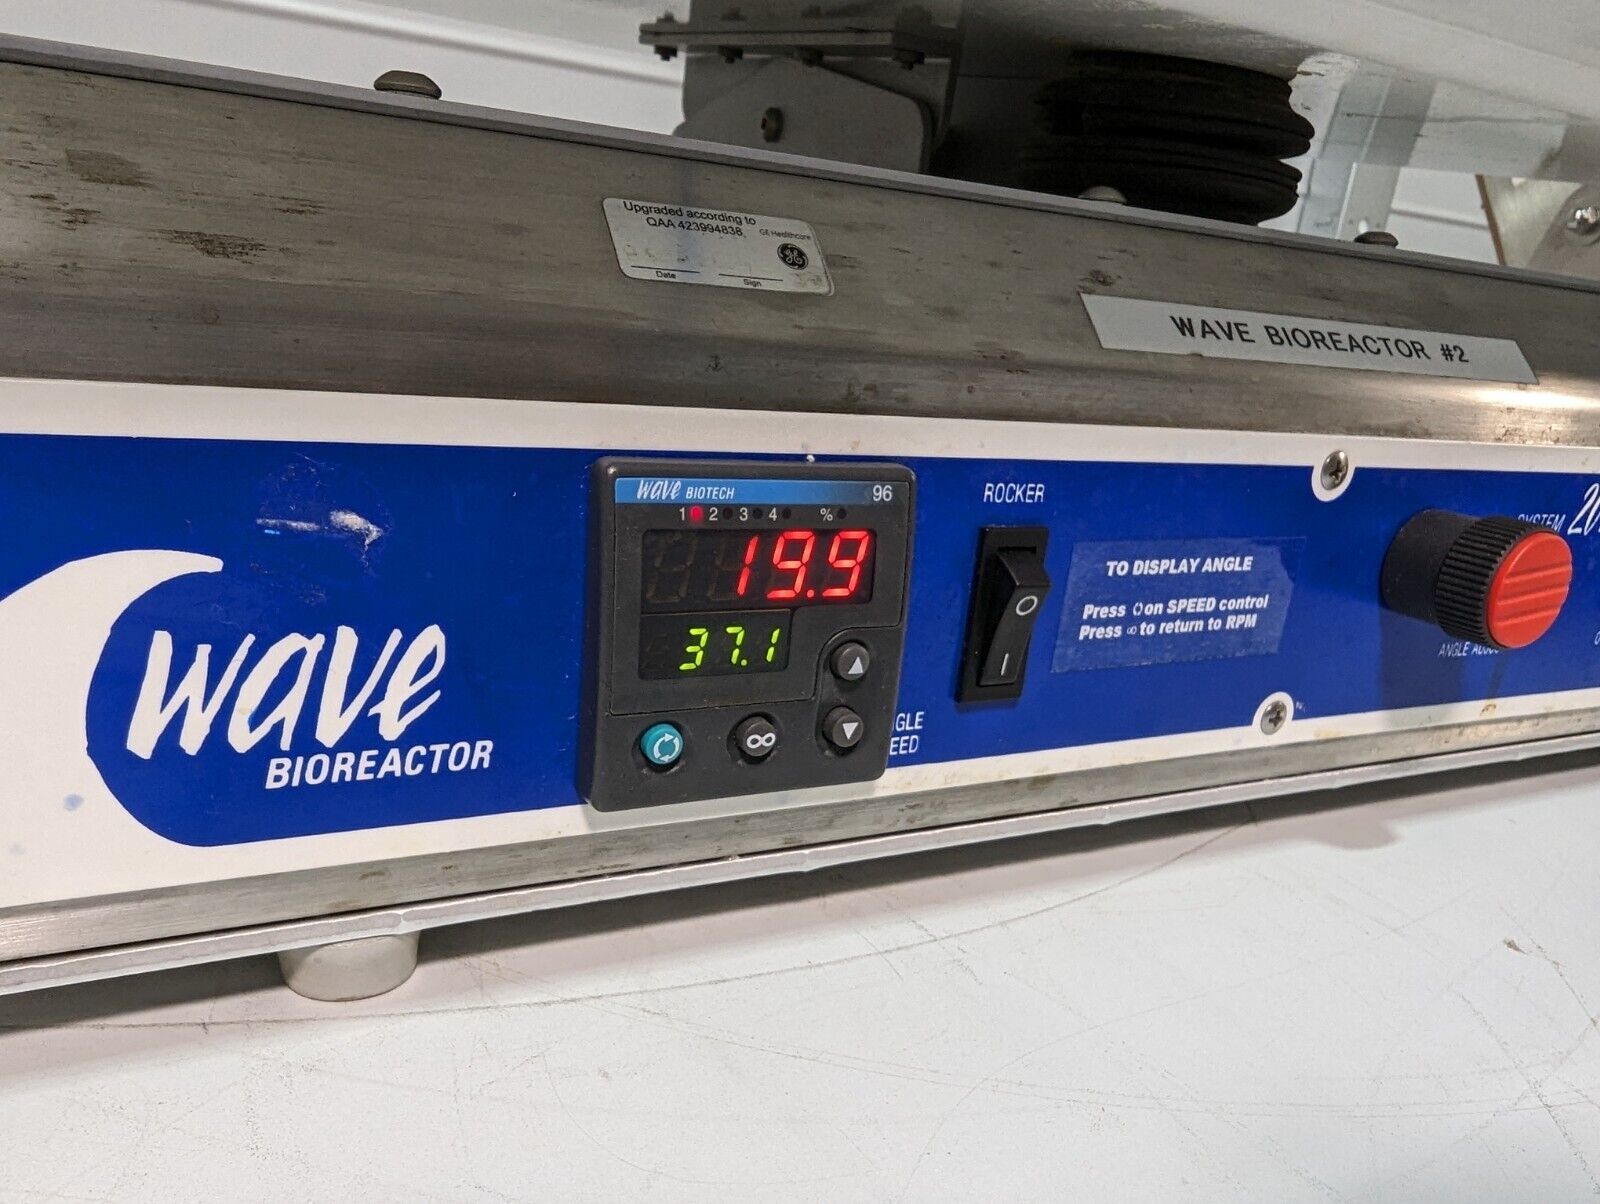 Upgraded according to
QAA 423994838
GE Healthcare
Date
Sign
WAVE BIOREACTOR #2
wave BIOTECH 96
1 2 3 4 %
19.9
37.1
ROCKER
O
I
TO DISPLAY ANGLE
Press on SPEED control
Press ∞ to return to RPM
SYSTEM
ANGLE
wave
BIOREACTOR